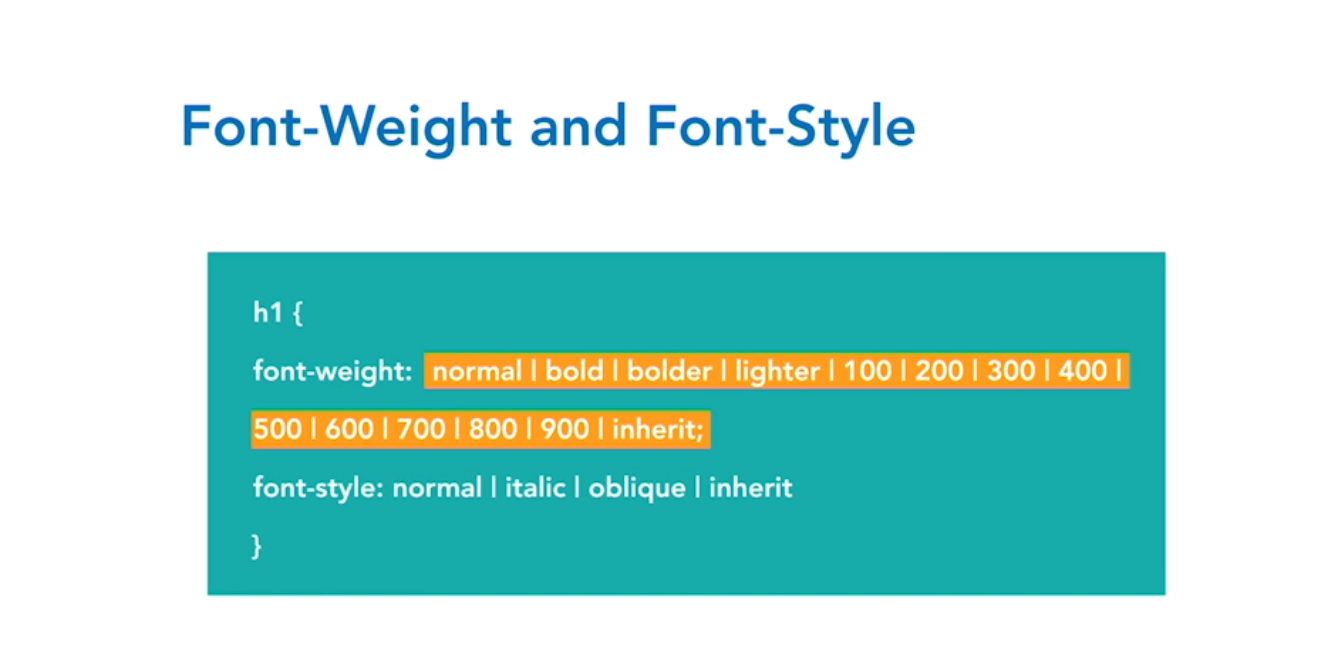 Font-Weight and Font-Style
h1 {
font-weight: normal | bold | bolder | lighter | 100 | 200 | 300 | 400 |
500 | 600 | 700 | 800 | 900 | inherit;
font-style: normal | italic | oblique | inherit
}